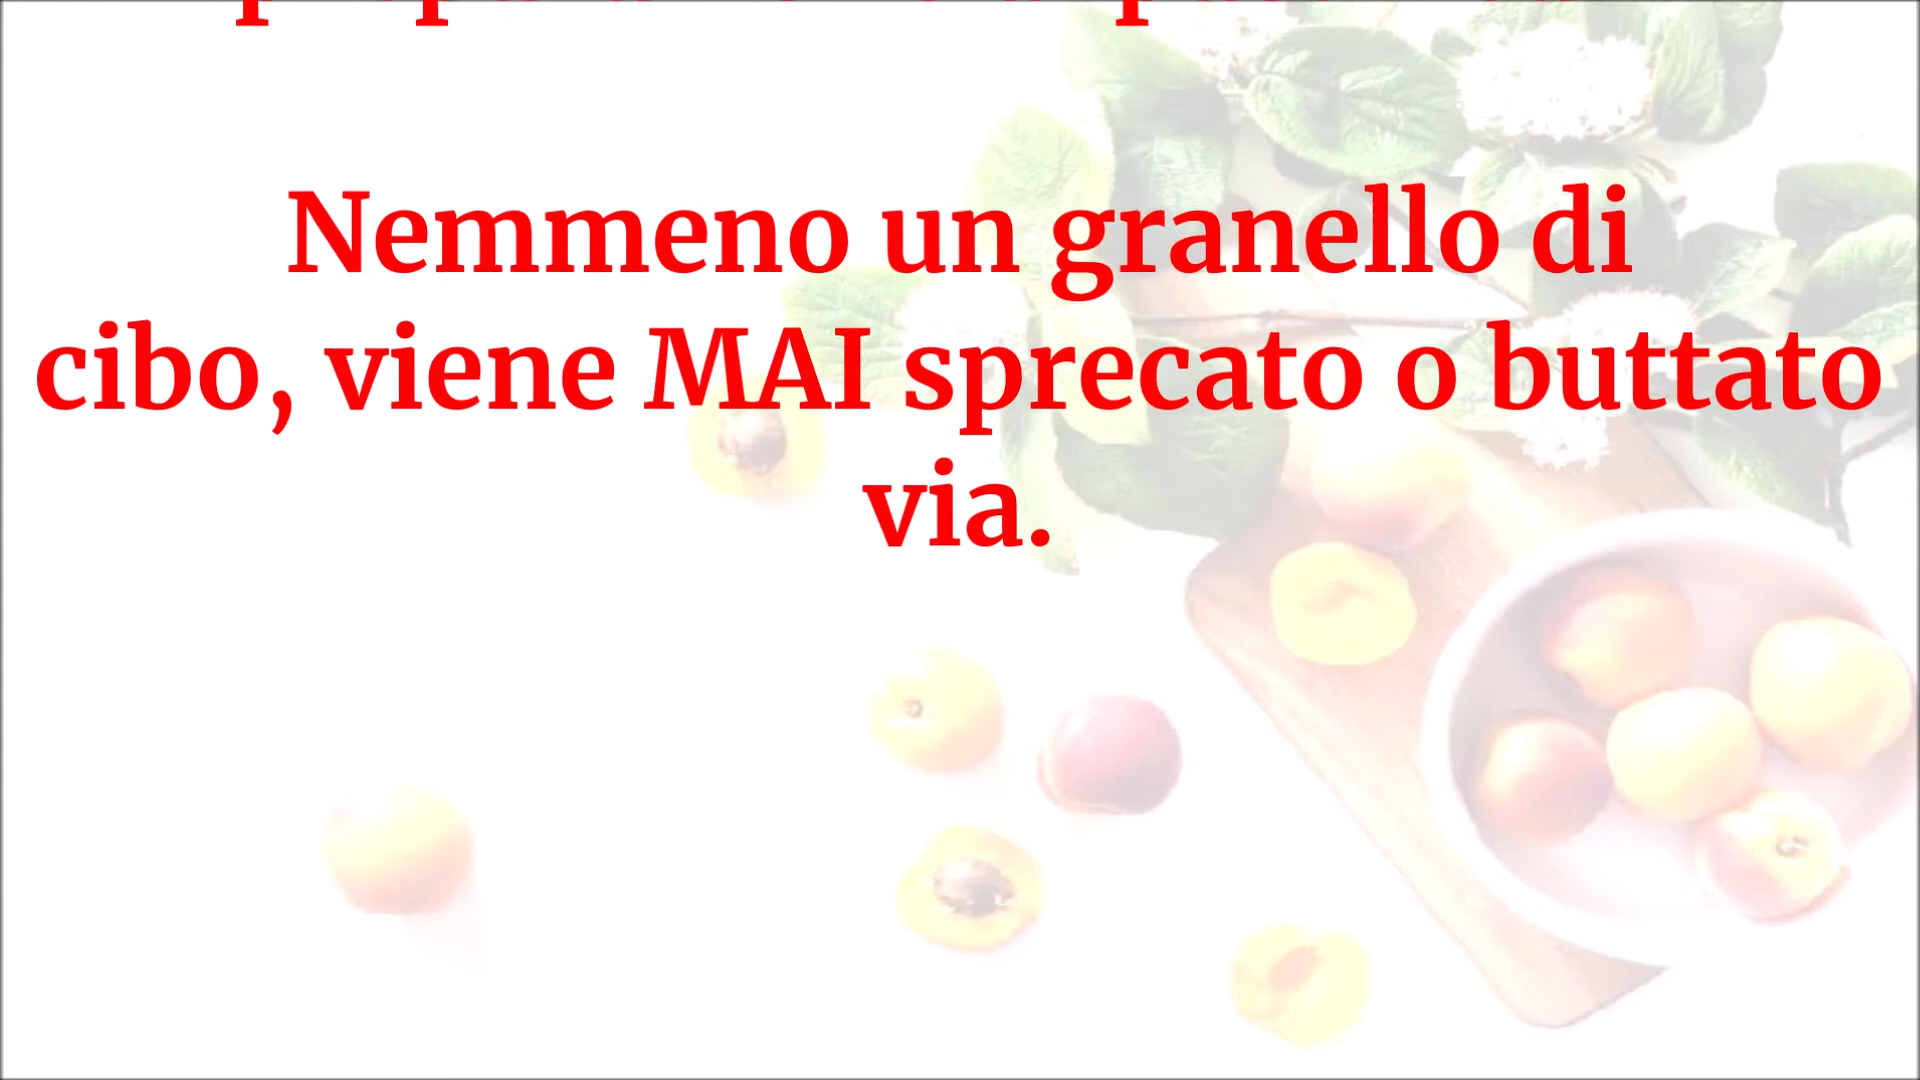 Nemmeno un granello di
cibo, viene MAI sprecato o buttato
via.